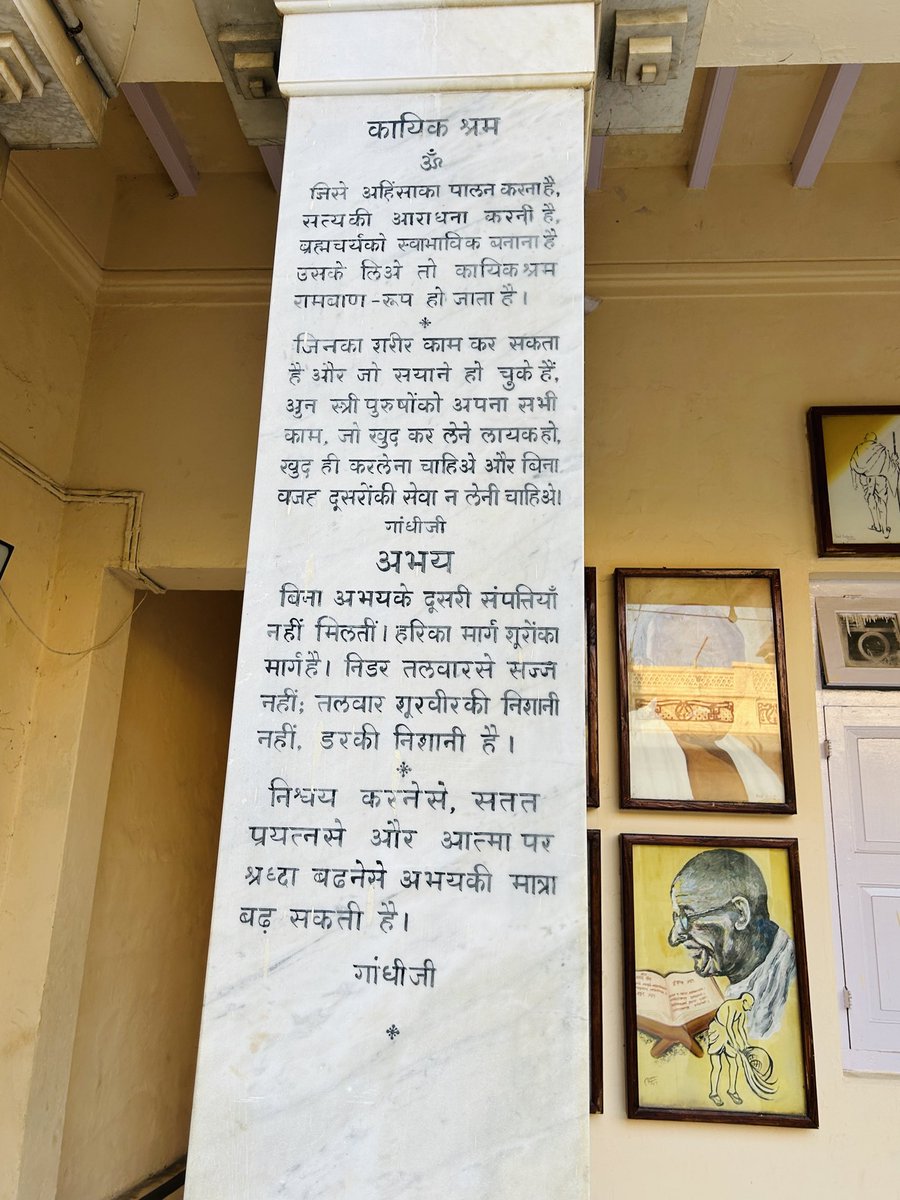 कायिक श्रम
ॐ
जिसे अहिंसाका पालन करना है,
सत्यकी आराधना करनी है,
ब्रह्मचर्यको स्वाभाविक बनाना है
उसके लिअे तो कायिक श्रम
रामबाण-रूप हो जाता है।
जिनका शरीर काम कर सकता
है और जो सयाने हो चुके हैं,
अुन स्त्री पुरुषोंको अपना सभी
काम, जो खुद कर लेने लायक हो,
खुद ही करलेना चाहिअे और बिना
वजह दूसरोंकी सेवा न लेनी चाहिअे।
गांधीजी
अभय
बिना अभयके दूसरी संपत्तियाँ
नहीं मिलतीं। हरिका मार्ग शूरोंका
मार्ग है। निडर तलवारसे सज्ज
नहीं; तलवार शूरवीरकी निशानी
नहीं, डरकी निशानी है।
निश्चय करनेसे, सतत
प्रयत्नसे और आत्मा पर
श्रध्दा बढनेसे अभयकी मात्रा
बढ़ सकती है।
गांधीजी